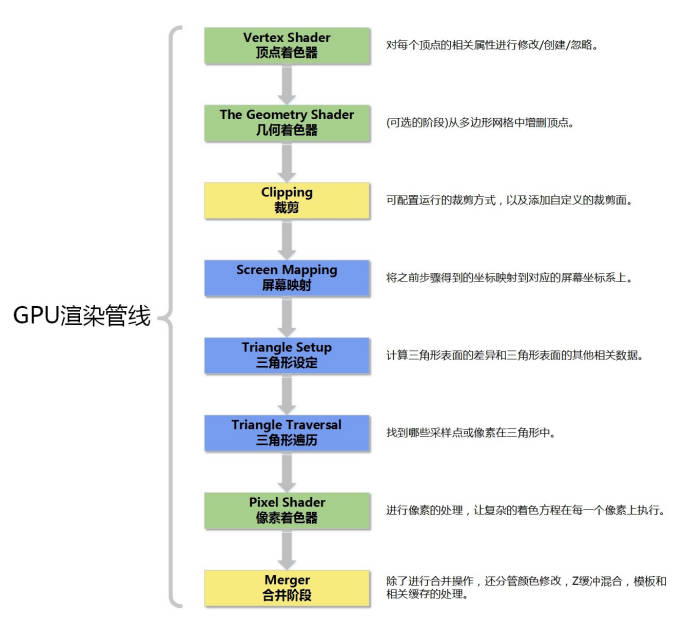 GPU渲染管线
Vertex Shader
顶点着色器
对每个顶点的相关属性进行修改/创建/忽略。
The Geometry Shader
几何着色器
(可选的阶段)从多边形网格中增删顶点。
Clipping
裁剪
可配置运行的裁剪方式，以及添加自定义的裁剪面。
Screen Mapping
屏幕映射
将之前步骤得到的坐标映射到对应的屏幕坐标系上。
Triangle Setup
三角形设定
计算三角形表面的差异和三角形表面的其他相关数据。
Triangle Traversal
三角形遍历
找到哪些采样点或像素在三角形中。
Pixel Shader
像素着色器
进行像素的处理，让复杂的着色方程在每一个像素上执行。
Merger
合并阶段
除了进行合并操作，还分管颜色修改，Z缓冲混合，模板和
相关缓存的处理。